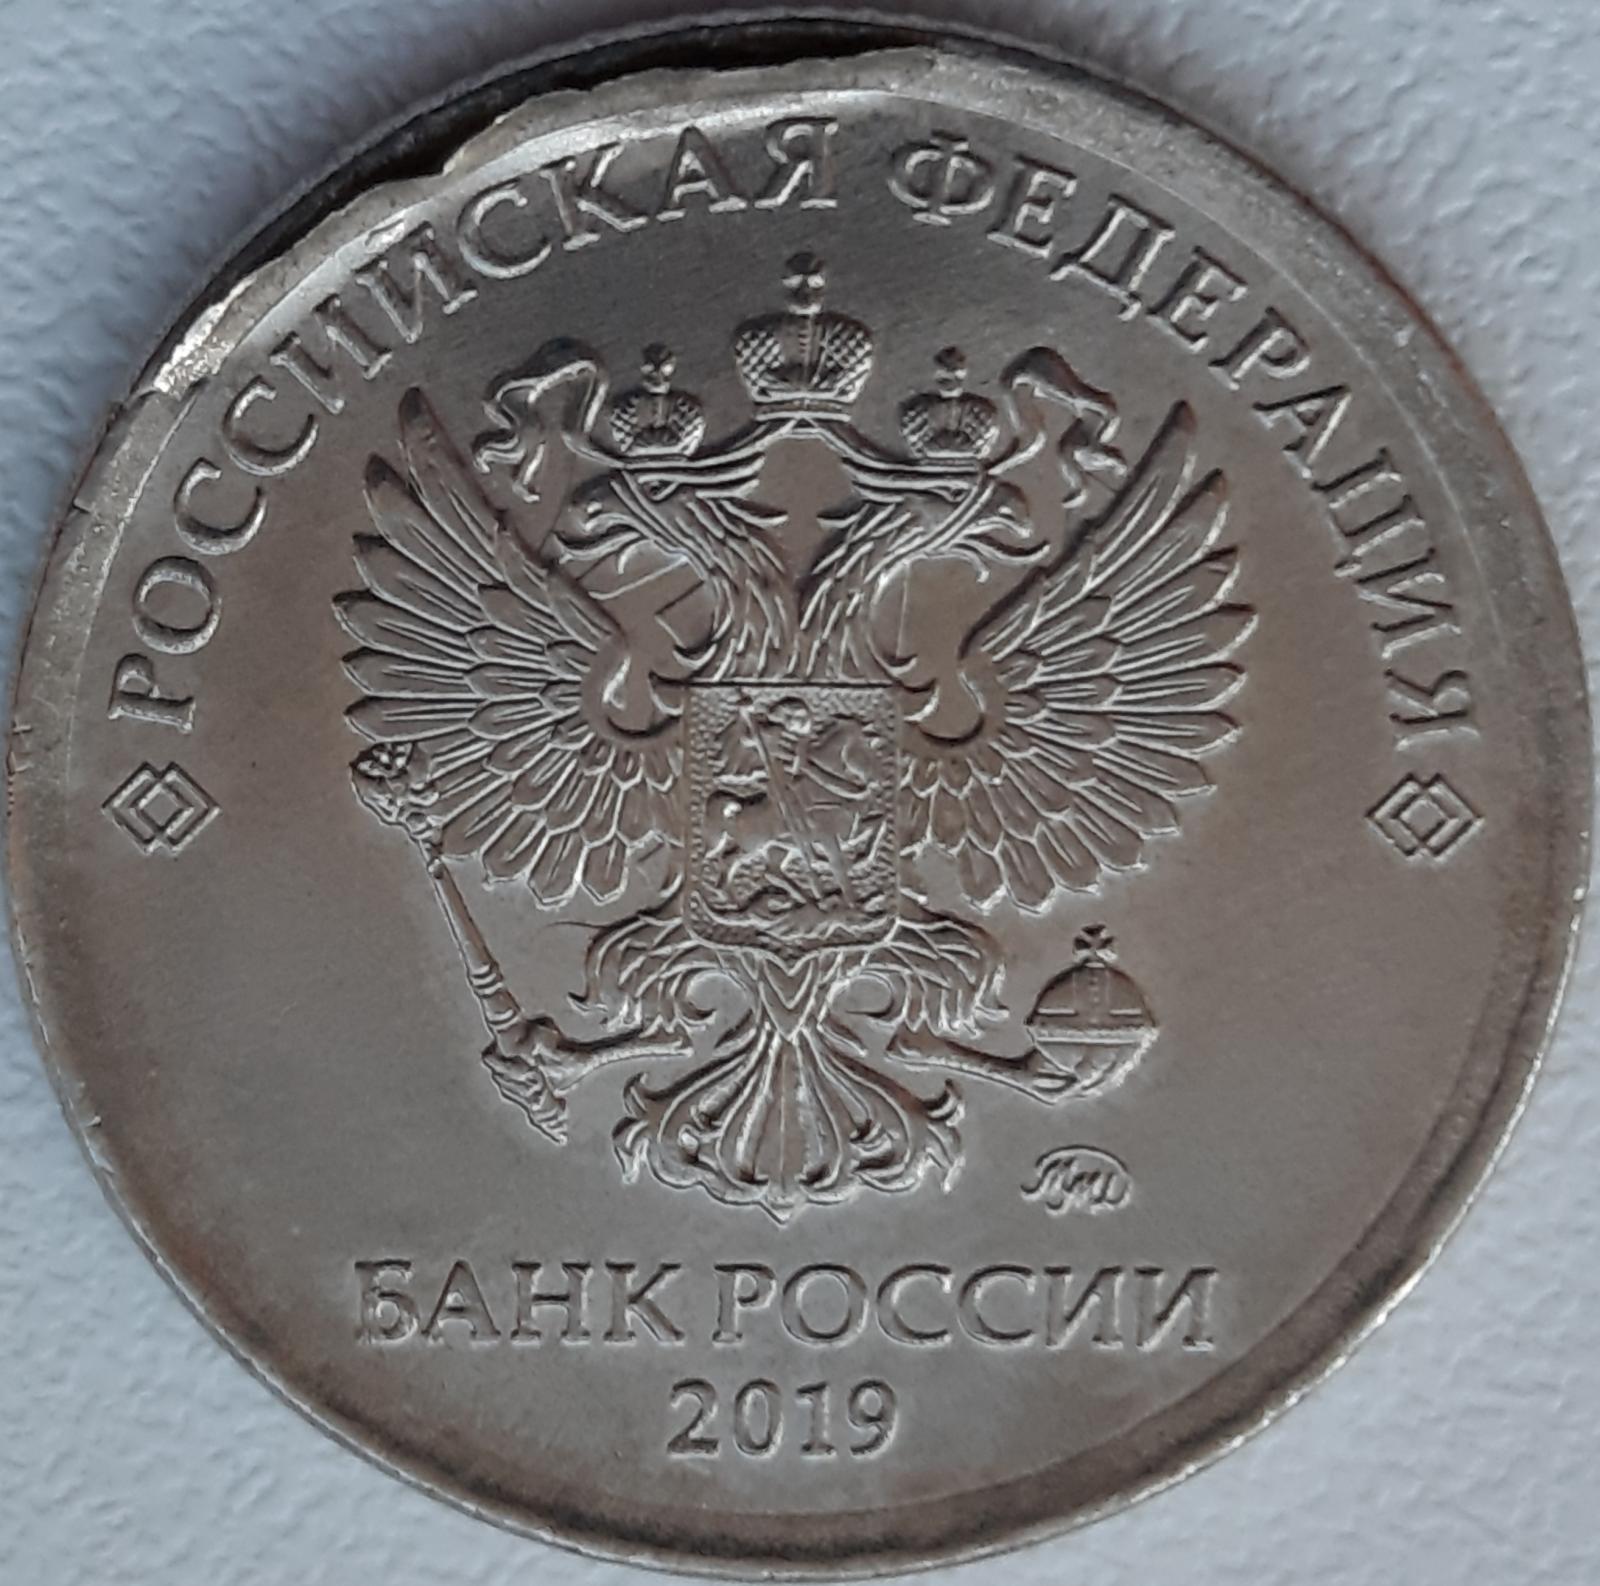 РОССИЙСКАЯ ФЕДЕРАЦИЯ
ММД
БАНК РОССИИ
2019